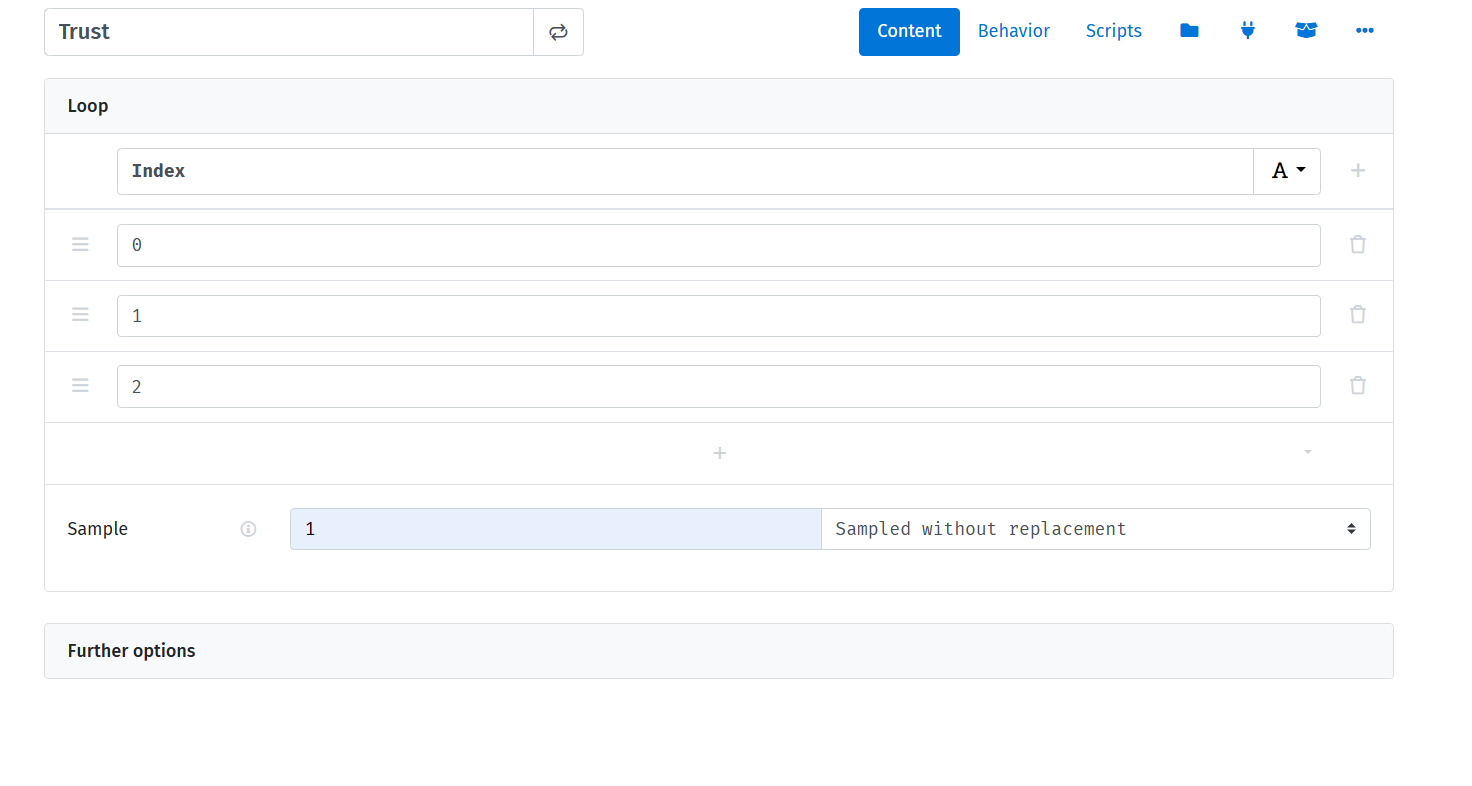 Trust
Content Behavior Scripts
Loop
Index A
0
1
2
Sample 1 Sampled without replacement
Further options